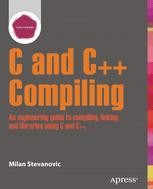 C and C++
Compiling
An engineering guide to compiling, linking,
and libraries using C and C++.
Milan Stevanovic
Apress®